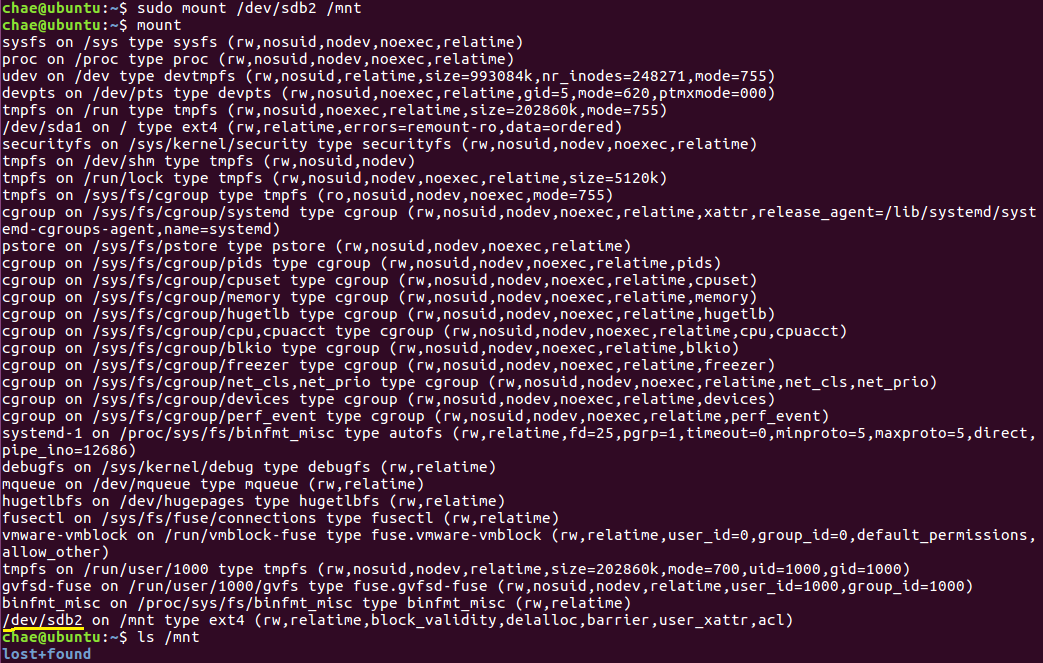 chae@ubuntu:~$ sudo mount /dev/sdb2 /mnt
chae@ubuntu:~$ mount
sysfs on /sys type sysfs (rw,nosuid,nodev,noexec,relatime)
proc on /proc type proc (rw,nosuid,nodev,noexec,relatime)
udev on /dev type devtmpfs (rw,nosuid,relatime,size=993084k,nr_inodes=248271,mode=755)
devpts on /dev/pts type devpts (rw,nosuid,noexec,relatime,gid=5,mode=620,ptmxmode=000)
tmpfs on /run type tmpfs (rw,nosuid,noexec,relatime,size=202860k,mode=755)
/dev/sda1 on / type ext4 (rw,relatime,errors=remount-ro,data=ordered)
securityfs on /sys/kernel/security type securityfs (rw,nosuid,nodev,noexec,relatime)
tmpfs on /dev/shm type tmpfs (rw,nosuid,nodev)
tmpfs on /run/lock type tmpfs (rw,nosuid,nodev,noexec,relatime,size=5120k)
tmpfs on /sys/fs/cgroup type tmpfs (ro,nosuid,nodev,noexec,mode=755)
cgroup on /sys/fs/cgroup/systemd type cgroup (rw,nosuid,nodev,noexec,relatime,xattr,release_agent=/lib/systemd/syst
emd-cgroups-agent,name=systemd)
pstore on /sys/fs/pstore type pstore (rw,nosuid,nodev,noexec,relatime)
cgroup on /sys/fs/cgroup/pids type cgroup (rw,nosuid,nodev,noexec,relatime,pids)
cgroup on /sys/fs/cgroup/cpuset type cgroup (rw,nosuid,nodev,noexec,relatime,cpuset)
cgroup on /sys/fs/cgroup/memory type cgroup (rw,nosuid,nodev,noexec,relatime,memory)
cgroup on /sys/fs/cgroup/hugetlb type cgroup (rw,nosuid,nodev,noexec,relatime,hugetlb)
cgroup on /sys/fs/cgroup/cpu,cpuacct type cgroup (rw,nosuid,nodev,noexec,relatime,cpu,cpuacct)
cgroup on /sys/fs/cgroup/blkio type cgroup (rw,nosuid,nodev,noexec,relatime,blkio)
cgroup on /sys/fs/cgroup/freezer type cgroup (rw,nosuid,nodev,noexec,relatime,freezer)
cgroup on /sys/fs/cgroup/net_cls,net_prio type cgroup (rw,nosuid,nodev,noexec,relatime,net_cls,net_prio)
cgroup on /sys/fs/cgroup/devices type cgroup (rw,nosuid,nodev,noexec,relatime,devices)
cgroup on /sys/fs/cgroup/perf_event type cgroup (rw,nosuid,nodev,noexec,relatime,perf_event)
systemd-1 on /proc/sys/fs/binfmt_misc type autofs (rw,relatime,fd=25,pgrp=1,timeout=0,minproto=5,maxproto=5,direct,
pipe_ino=12686)
debugfs on /sys/kernel/debug type debugfs (rw,relatime)
mqueue on /dev/mqueue type mqueue (rw,relatime)
hugetlbfs on /dev/hugepages type hugetlbfs (rw,relatime)
fusectl on /sys/fs/fuse/connections type fusectl (rw,relatime)
vmware-vmblock on /run/vmblock-fuse type fuse.vmware-vmblock (rw,relatime,user_id=0,group_id=0,default_permissions,
allow_other)
tmpfs on /run/user/1000 type tmpfs (rw,nosuid,nodev,relatime,size=202860k,mode=700,uid=1000,gid=1000)
gvfsd-fuse on /run/user/1000/gvfs type fuse.gvfsd-fuse (rw,nosuid,nodev,relatime,user_id=1000,group_id=1000)
binfmt_misc on /proc/sys/fs/binfmt_misc type binfmt_misc (rw,relatime)
/dev/sdb2 on /mnt type ext4 (rw,relatime,block_validity,delalloc,barrier,user_xattr,acl)
chae@ubuntu:~$ ls /mnt
lost+found